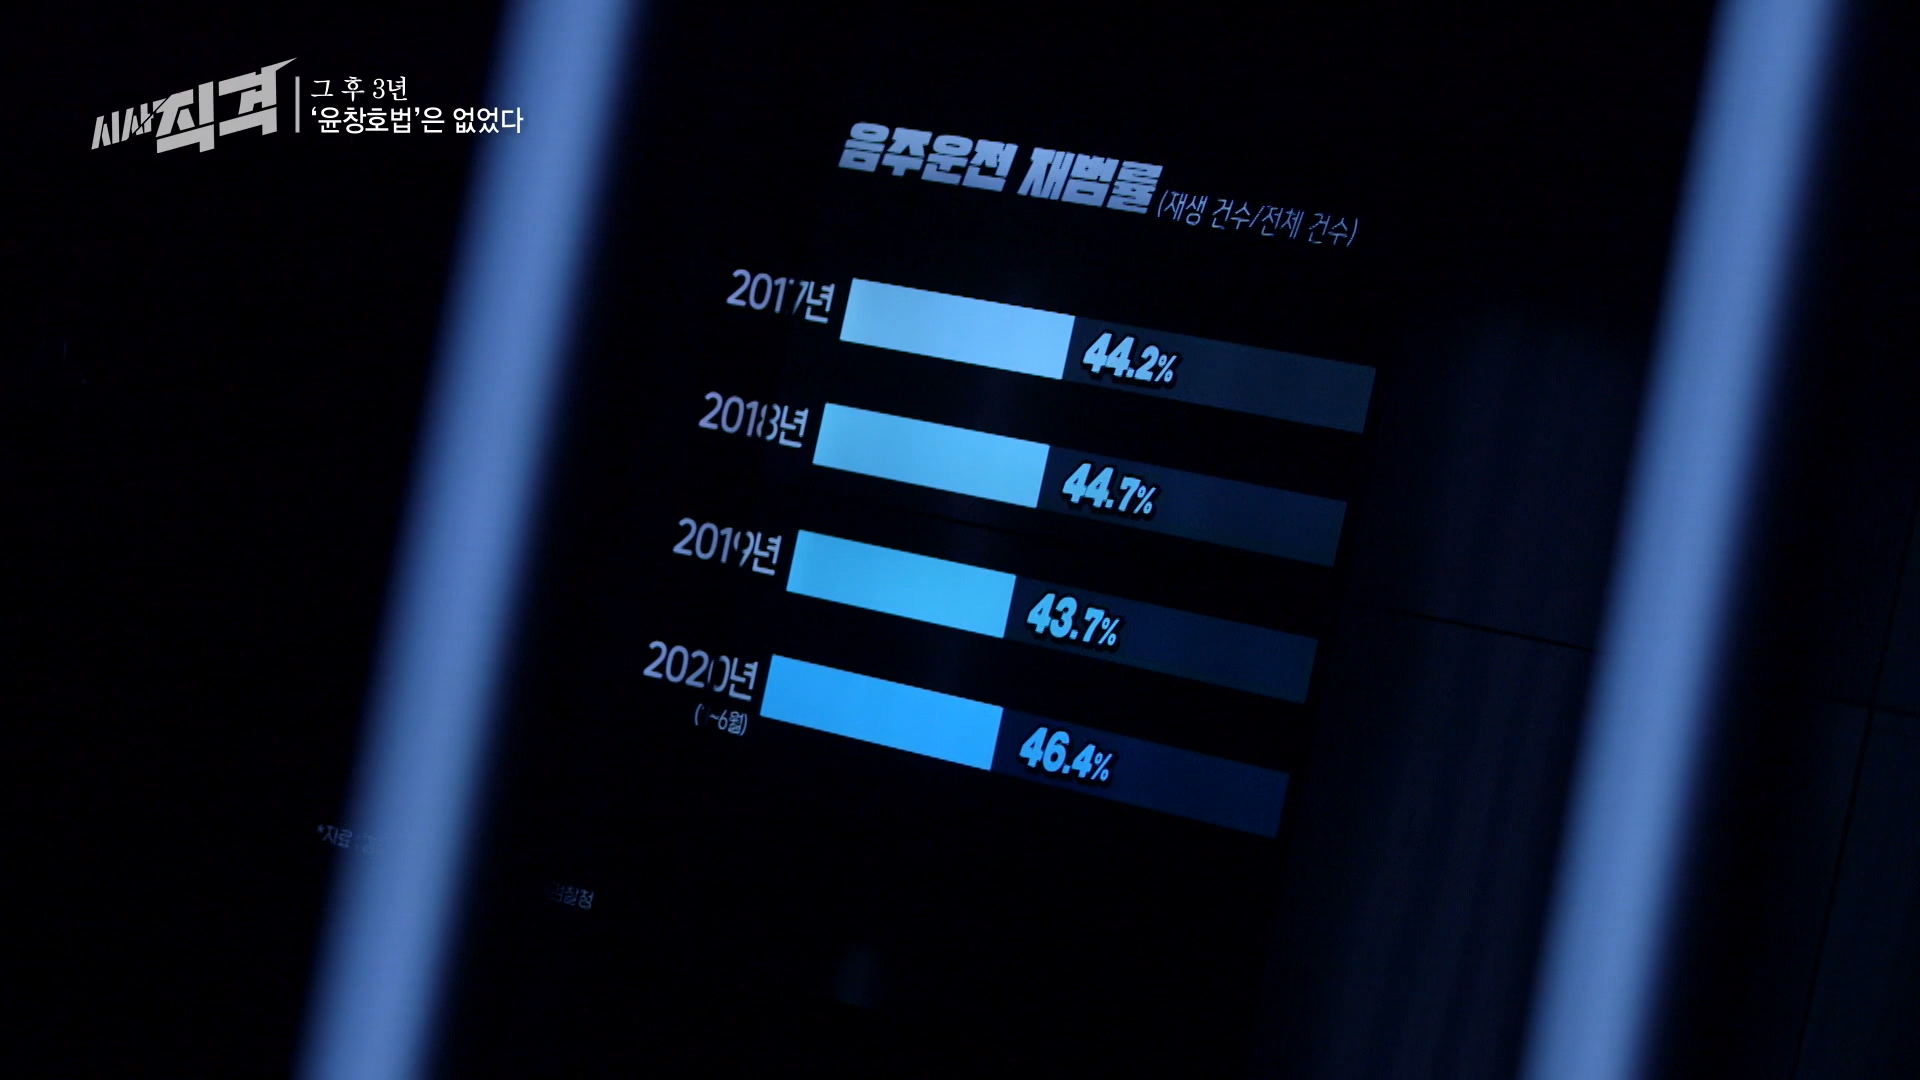 시사직격
그 후 3년
‘윤창호법’은 없었다
음주운전 재범률 (재생 건수/전체 건수)
2017년 44.2%
2018년 44.7%
2019년 43.7%
2020년 46.4%
~6월)
*자료 :